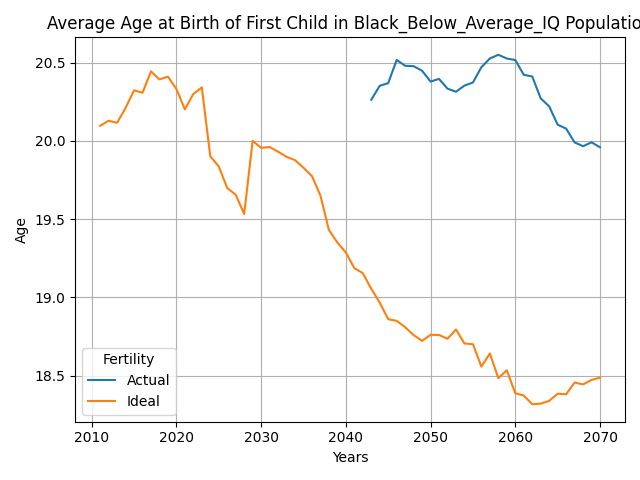 Average Age at Birth of First Child in Black_Below_Average_IQ Populatio
20.5
20.0
19.5
19.0
18.5
Age
Fertility
Actual
Ideal
2010 2020 2030 2040 2050 2060 2070
Years